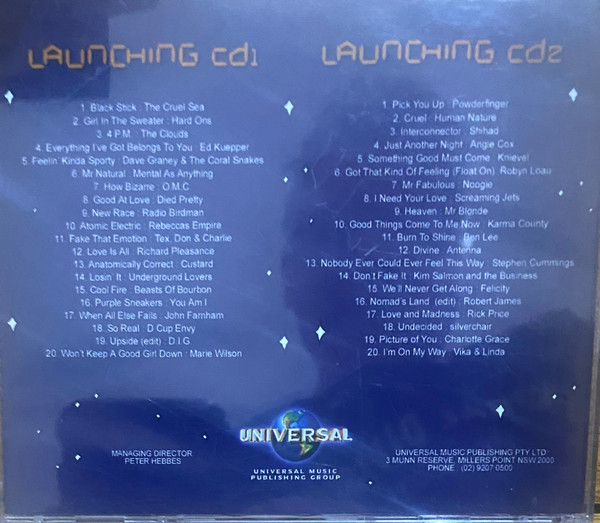 LAUNCHING cd1
1. Black Stick : The Cruel Sea
2. Girl In The Sweater : Hard Ons
3. 4 P.M. : The Clouds
4. Everything I've Got Belongs To You : Ed Kuepper
5. Feelin' Kinda Sporty : Dave Graney & The Coral Snakes
6. Mr Natural : Mental As Anything
7. How Bizarre : O.M.C.
8. Good At Love : Died Pretty
9. New Race : Radio Birdman
10. Atomic Electric : Rebeccas Empire
11. Fake That Emotion : Tex, Don & Charlie
12. Love Is All : Richard Pleasance
13. Anatomically Correct : Custard
14. Losin' It : Underground Lovers
15. Cool Fire : Beasts Of Bourbon
16. Purple Sneakers : You Am I
17. When All Else Fails : John Farnham
18. So Real : D Cup Envy
19. Upside (edit) : D.I.G
20. Won't Keep A Good Girl Down : Marie Wilson
LAUNCHING cd2
1. Pick You Up : Powderfinger
2. Cruel : Human Nature
3. Interconnector : Shihad
4. Just Another Night : Angie Cox
5. Something Good Must Come : Knievel
6. Got That Kind Of Feeling (Float On) : Robyn Loau
7. Mr Fabulous : Noogie
8. I Need Your Love : Screaming Jets
9. Heaven : Mr Blonde
10. Good Things Come To Me Now : Karma County
11. Burn To Shine : Ben Lee
12. Divine : Antenna
13. Nobody Ever Could Ever Feel This Way : Stephen Cummings
14. Don't Fake It : Kim Salmon and the Business
15. We'll Never Get Along : Felicity
16. Nomad's Land (edit) : Robert James
17. Love and Madness : Rick Price
18. Undecided : silverchair
19. Picture of You : Charlotte Grace
20. I'm On My Way : Vika & Linda
MANAGING DIRECTOR
PETER HEBBES
UNIVERSAL
UNIVERSAL MUSIC
PUBLISHING GROUP
UNIVERSAL MUSIC PUBLISHING PTY LTD
3 MUNN RESERVE, MILLERS POINT NSW 2000
PHONE : (02) 9207 0500